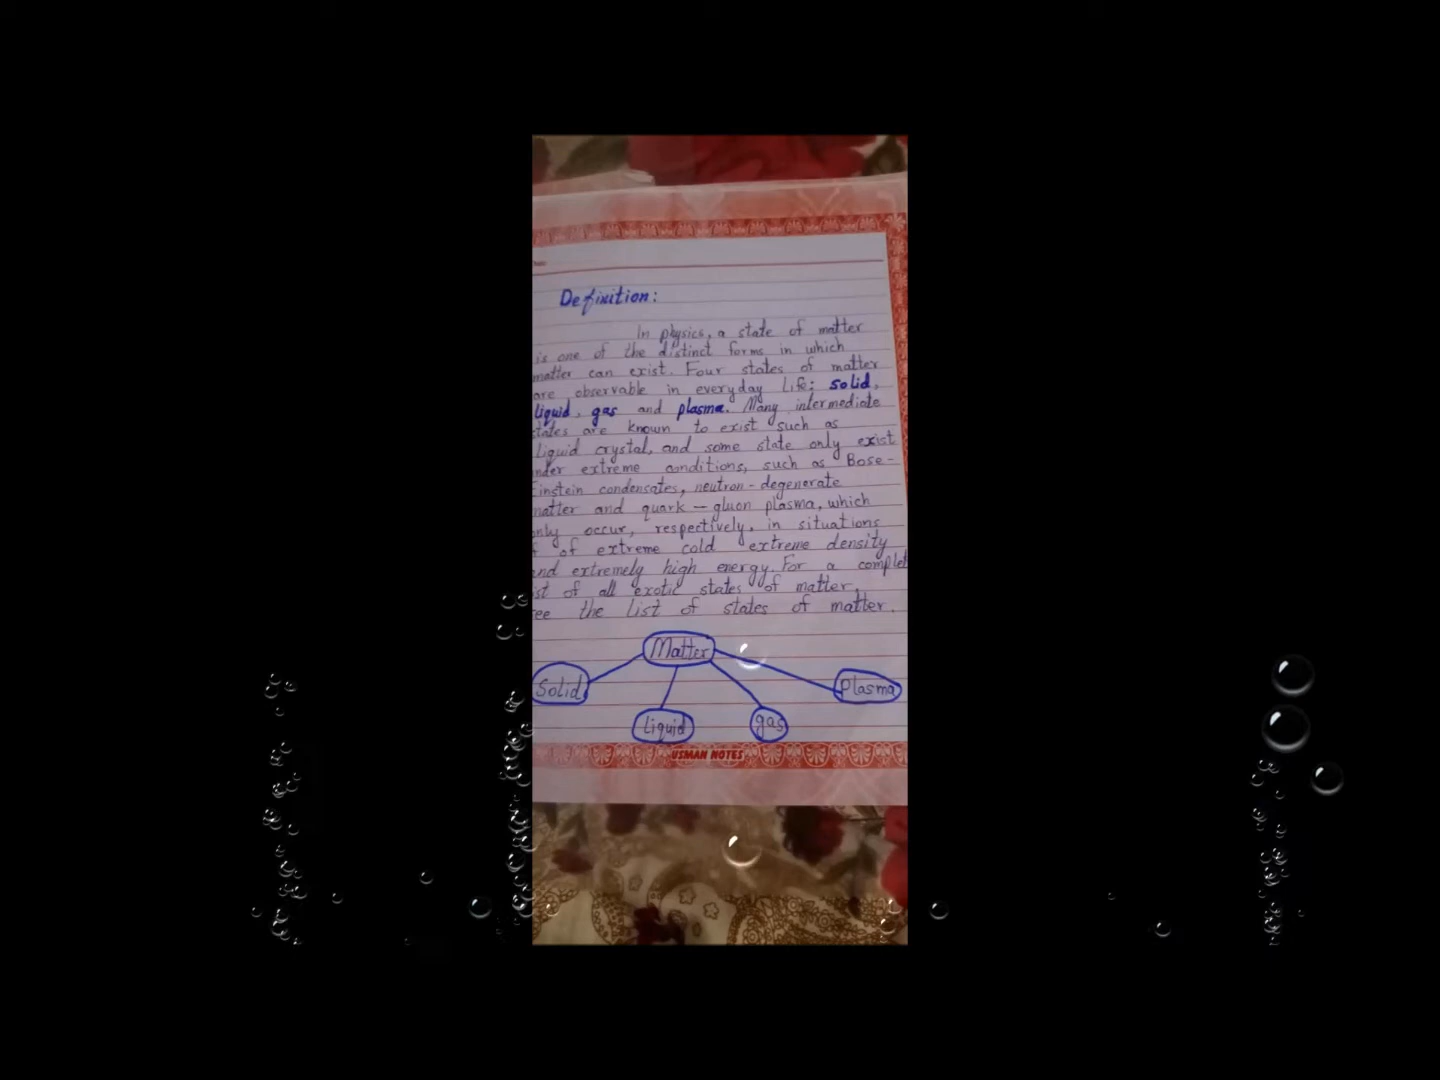 Definition:
In physics, a state of matter
is one of the distinct forms in which
matter can exist. Four states of matter
are observable in everyday life: solid,
liquid, gas and plasma. Many intermediate
states are known to exist such as
liquid crystal, and some state only exist
under extreme conditions, such as Bose-
Einstein condensates, neutron-degenerate
matter and quark-gluon plasma, which
only occur, respectively, in situations
of extreme cold extreme density
and extremely high energy. For a complet
list of all exotic states of matter,
see the list of states of matter.
Matter
Solid
Plasma
liquid
gas
USMAN NOTES